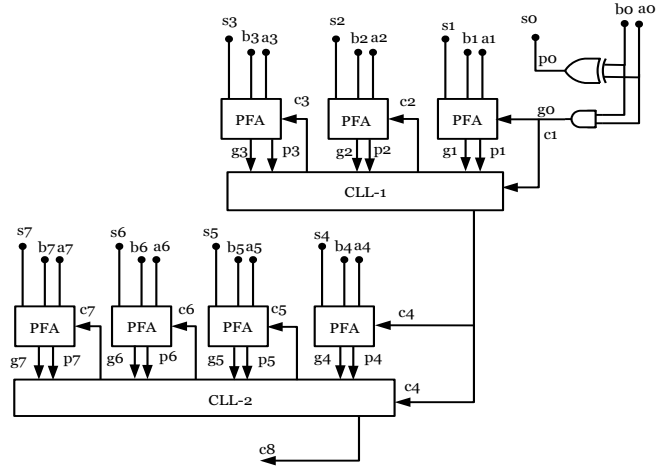 s3 s2 s1 s0 b0 a0
b3 a3 b2 a2 b1 a1 p0
PFA c3 PFA c2 PFA g0
c1
g3 p3 g2 p2 g1 p1
CLL-1
s7 s6 s5 s4
b7 a7 b6 a6 b5 a5 b4 a4
PFA c7 PFA c6 PFA c5 PFA c4
g7 p7 g6 p6 g5 p5 g4 p4
c4
CLL-2
c8